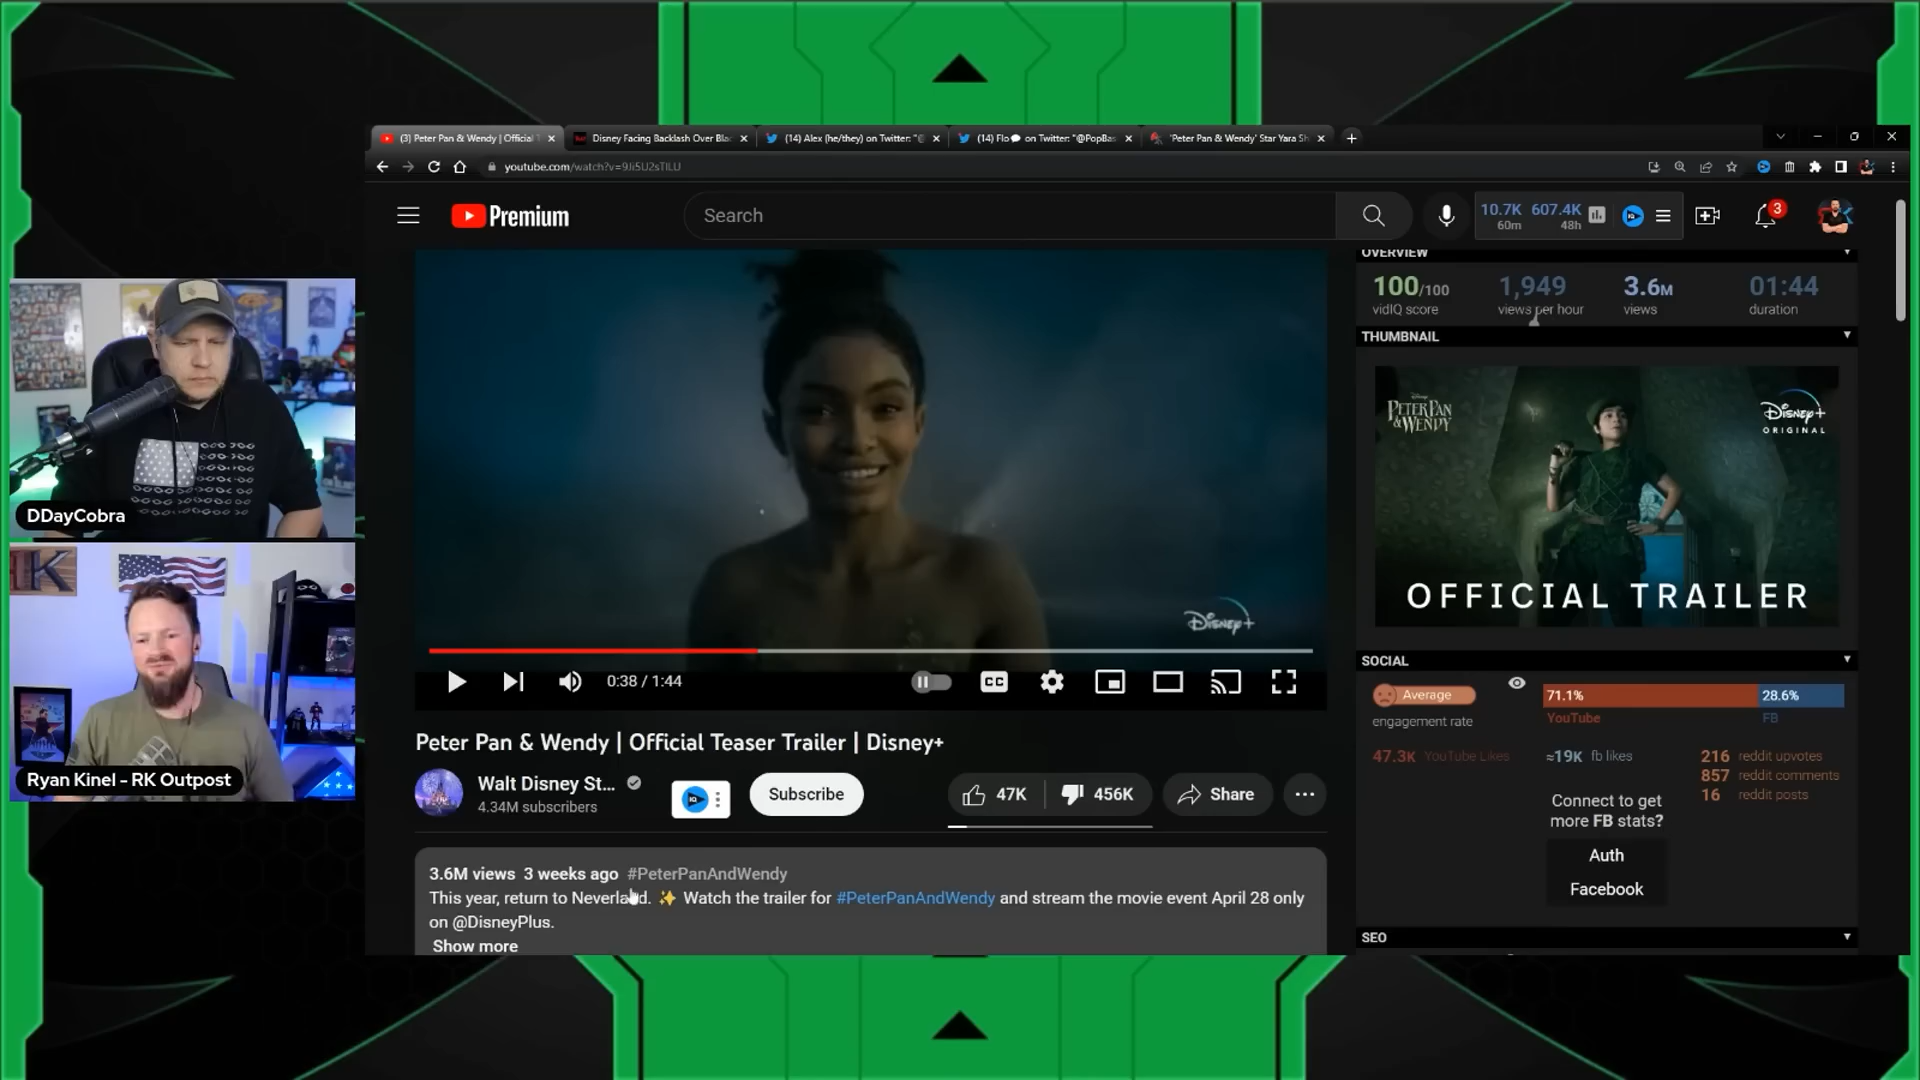 (3) Peter Pan & Wendy | Official T
Disney Facing Backlash Over Bla
(14) Alex (he/they) on Twitter: "@
(14) Flo💬 on Twitter: "@PopBas
'Peter Pan & Wendy' Star Yara Sh
youtube.com/watch?v=9Ji5U2sTILU
Premium
Search
10.7K 607.4K
60m 48h
3
OVERVIEW
100/100
vidIQ score
1,949
views per hour
3.6M
views
01:44
duration
THUMBNAIL
Disney
PETER PAN
& WENDY
Disney+
ORIGINAL
OFFICIAL TRAILER
Disney+
0:38 / 1:44
CC
DDayCobra
K
Ryan Kinel - RK Outpost
SOCIAL
Average
engagement rate
71.1%
28.6%
YouTube
FB
47.3K YouTube Likes
≈19K fb likes
216 reddit upvotes
857 reddit comments
16 reddit posts
Connect to get
more FB stats?
Auth
Facebook
SEO
Peter Pan & Wendy | Official Teaser Trailer | Disney+
Walt Disney St...
4.34M subscribers
IQ
Subscribe
47K
456K
Share
3.6M views 3 weeks ago #PeterPanAndWendy
This year, return to Neverland. ✨ Watch the trailer for #PeterPanAndWendy and stream the movie event April 28 only
on @DisneyPlus.
Show more